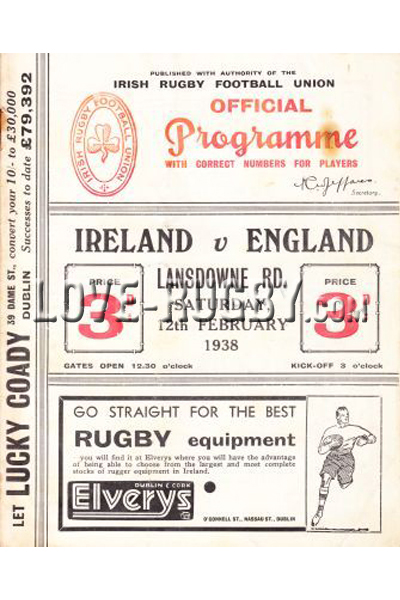 PUBLISHED WITH AUTHORITY OF THE
IRISH RUGBY FOOTBALL UNION
OFFICIAL
Programme
WITH CORRECT NUMBERS FOR PLAYERS
IRISH RUGBY FOOTBALL UNION
Secretary.
IRELAND v ENGLAND
LANSDOWNE RD.
SATURDAY
12th FEBRUARY
1938
PRICE
3d
PRICE
3d
LOVE-RUGBY.com
GATES OPEN 12.30 o'clock
KICK-OFF 3 o'clock
GO STRAIGHT FOR THE BEST
RUGBY equipment
you will find it at Elverys where you will have the advantage
of being able to choose from the largest and most complete
stocks of rugger equipment in Ireland.
DUBLIN & CORK
Elverys
O'CONNELL ST., NASSAU ST., DUBLIN
LET LUCKY COADY 39 DAME ST., DUBLIN
convert your 10/- to £30,000
Successes to date £79,392